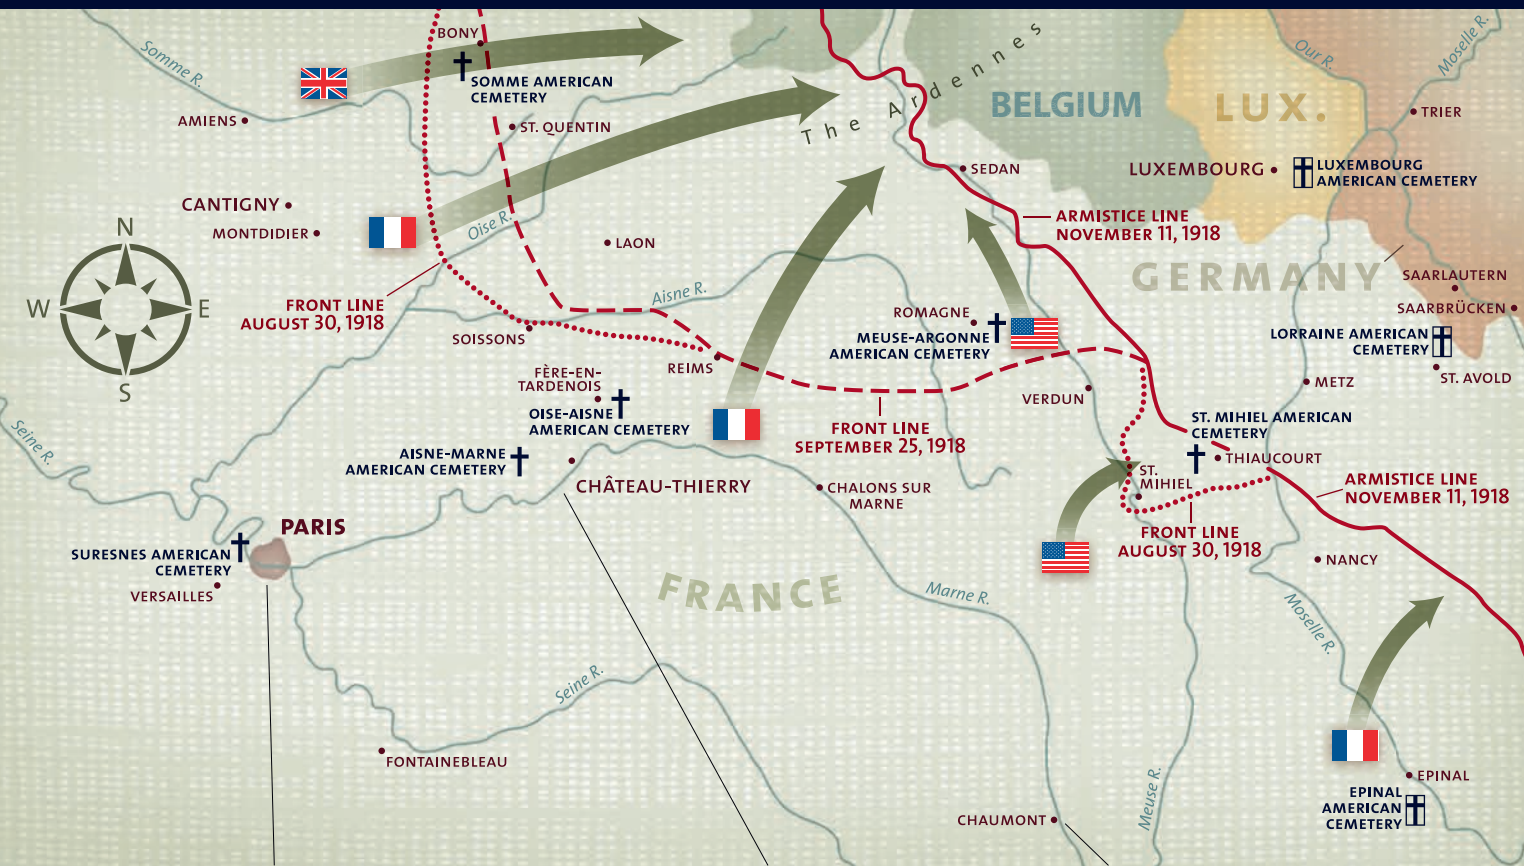 BONY
Somme R.
SOMME AMERICAN
CEMETERY
AMIENS
ST. QUENTIN
The Ardennes
BELGIUM
LUX.
Our R.
Moselle R.
TRIER
SEDAN
LUXEMBOURG
LUXEMBOURG
AMERICAN CEMETERY
CANTIGNY
MONTDIDIER
Oise R.
LAON
ARMISTICE LINE
NOVEMBER 11, 1918
N
W
E
S
FRONT LINE
AUGUST 30, 1918
GERMANY
SAARLAUTERN
SAARBRÜCKEN
Aisne R.
SOISSONS
REIMS
ROMAGNE
MEUSE-ARGONNE
AMERICAN CEMETERY
LORRAINE AMERICAN
CEMETERY
ST. AVOLD
METZ
FÈRE-EN-
TARDENOIS
OISE-AISNE
AMERICAN CEMETERY
VERDUN
FRONT LINE
SEPTEMBER 25, 1918
ST. MIHIEL AMERICAN
CEMETERY
THIAUCOURT
Seine R.
AISNE-MARNE
AMERICAN CEMETERY
CHÂTEAU-THIERRY
CHALONS SUR
MARNE
ST.
MIHIEL
ARMISTICE LINE
NOVEMBER 11, 1918
FRONT LINE
AUGUST 30, 1918
PARIS
SURESNES AMERICAN
CEMETERY
VERSAILLES
FRANCE
Marne R.
NANCY
Moselle R.
Seine R.
FONTAINEBLEAU
Meuse R.
CHAUMONT
EPINAL
EPINAL
AMERICAN
CEMETERY